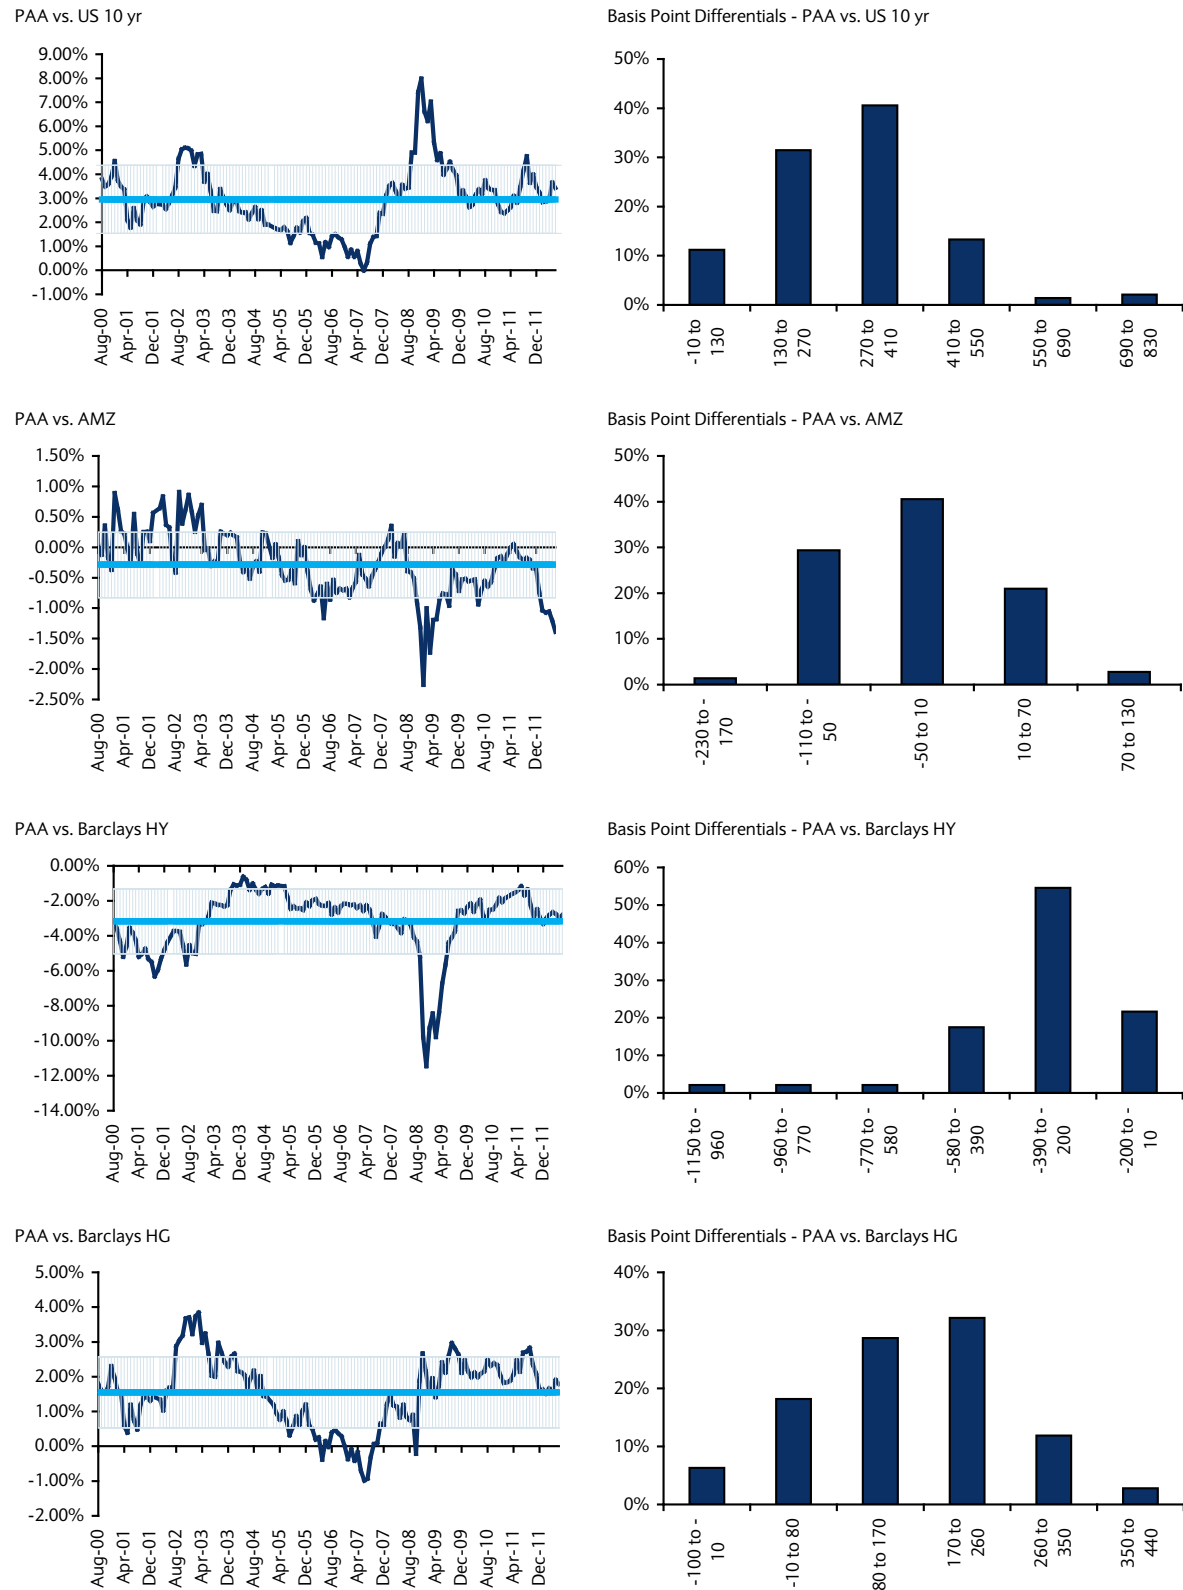 PAA vs. US 10 yr
9.00%
8.00%
7.00%
6.00%
5.00%
4.00%
3.00%
2.00%
1.00%
0.00%
-1.00%
Aug-00
Apr-01
Dec-01
Aug-02
Apr-03
Dec-03
Aug-04
Apr-05
Dec-05
Aug-06
Apr-07
Dec-07
Aug-08
Apr-09
Dec-09
Aug-10
Apr-11
Dec-11
Basis Point Differentials - PAA vs. US 10 yr
50%
40%
30%
20%
10%
0%
-10 to
130
130 to
270
270 to
410
410 to
550
550 to
690
690 to
830
PAA vs. AMZ
1.50%
1.00%
0.50%
0.00%
-0.50%
-1.00%
-1.50%
-2.00%
-2.50%
Aug-00
Apr-01
Dec-01
Aug-02
Apr-03
Dec-03
Aug-04
Apr-05
Dec-05
Aug-06
Apr-07
Dec-07
Aug-08
Apr-09
Dec-09
Aug-10
Apr-11
Dec-11
Basis Point Differentials - PAA vs. AMZ
50%
40%
30%
20%
10%
0%
-230 to -
170
-110 to -
50
-50 to 10
10 to 70
70 to 130
PAA vs. Barclays HY
0.00%
-2.00%
-4.00%
-6.00%
-8.00%
-10.00%
-12.00%
-14.00%
Aug-00
Apr-01
Dec-01
Aug-02
Apr-03
Dec-03
Aug-04
Apr-05
Dec-05
Aug-06
Apr-07
Dec-07
Aug-08
Apr-09
Dec-09
Aug-10
Apr-11
Dec-11
Basis Point Differentials - PAA vs. Barclays HY
60%
50%
40%
30%
20%
10%
0%
-1150 to -
960
-960 to -
770
-770 to -
580
-580 to -
390
-390 to -
200
-200 to -
10
PAA vs. Barclays HG
5.00%
4.00%
3.00%
2.00%
1.00%
0.00%
-1.00%
-2.00%
Aug-00
Apr-01
Dec-01
Aug-02
Apr-03
Dec-03
Aug-04
Apr-05
Dec-05
Aug-06
Apr-07
Dec-07
Aug-08
Apr-09
Dec-09
Aug-10
Apr-11
Dec-11
Basis Point Differentials - PAA vs. Barclays HG
40%
30%
20%
10%
0%
-100 to -
10
-10 to 80
80 to 170
170 to
260
260 to
350
350 to
440